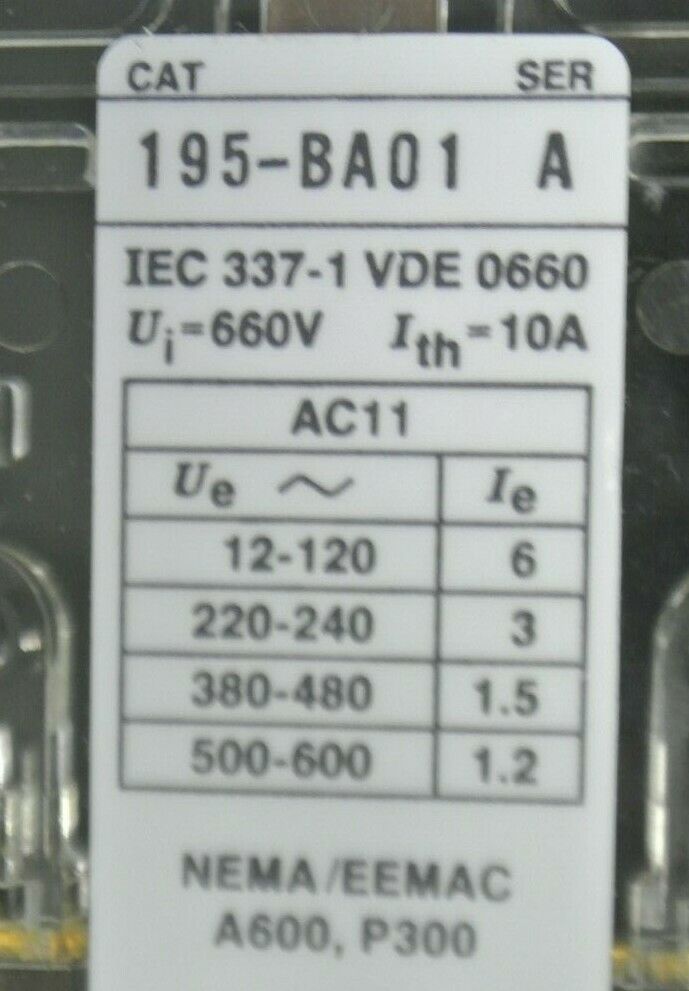 CAT SER
195-BA01 A
IEC 337-1 VDE 0660
Ui=660V Ith=10A
AC11
Ue ~ Ie
12-120 6
220-240 3
380-480 1.5
500-600 1.2
NEMA/EEMAC
A600, P300